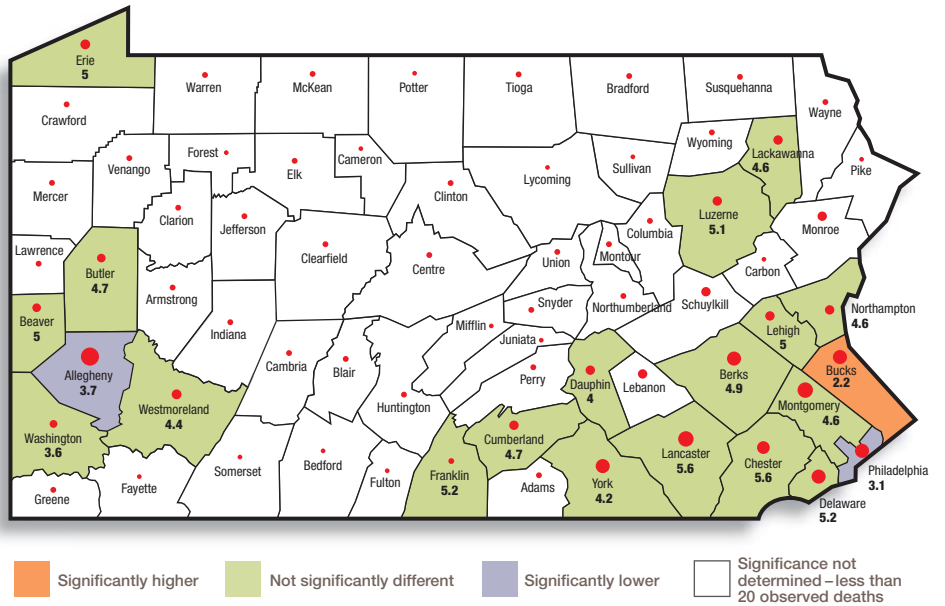 Erie
5
Warren
McKean
Potter
Tioga
Bradford
Susquehanna
Wayne
Crawford
Venango
Forest
Elk
Cameron
Clinton
Lycoming
Sullivan
Wyoming
Lackawanna
4.6
Pike
Mercer
Clarion
Jefferson
Clearfield
Centre
Union
Montour
Columbia
Luzerne
5.1
Monroe
Lawrence
Butler
4.7
Armstrong
Indiana
Snyder
Northumberland
Schuylkill
Carbon
Northampton
4.6
Beaver
5
Allegheny
3.7
Westmoreland
4.4
Cambria
Blair
Huntington
Mifflin
Juniata
Perry
Dauphin
4
Lebanon
Berks
4.9
Lehigh
5
Bucks
2.2
Montgomery
4.6
Washington
3.6
Greene
Fayette
Somerset
Bedford
Fulton
Franklin
5.2
Cumberland
4.7
Adams
York
4.2
Lancaster
5.6
Chester
5.6
Delaware
5.2
Philadelphia
3.1
Significantly higher
Not significantly different
Significantly lower
Significance not
determined – less than
20 observed deaths